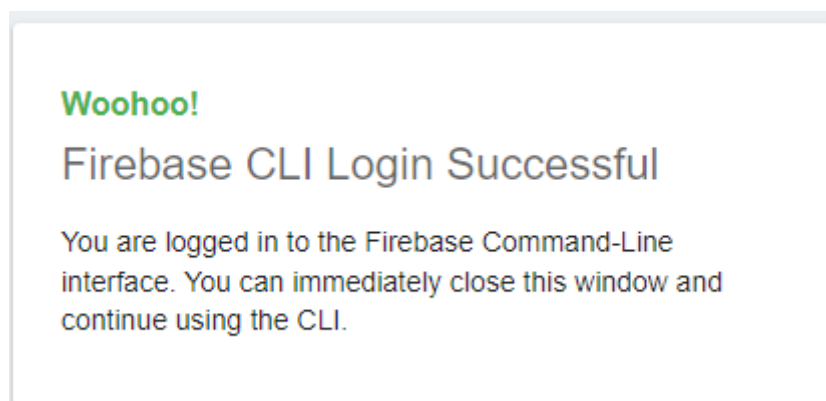 Woohoo!
Firebase CLI Login Successful
You are logged in to the Firebase Command-Line
interface. You can immediately close this window and
continue using the CLI.